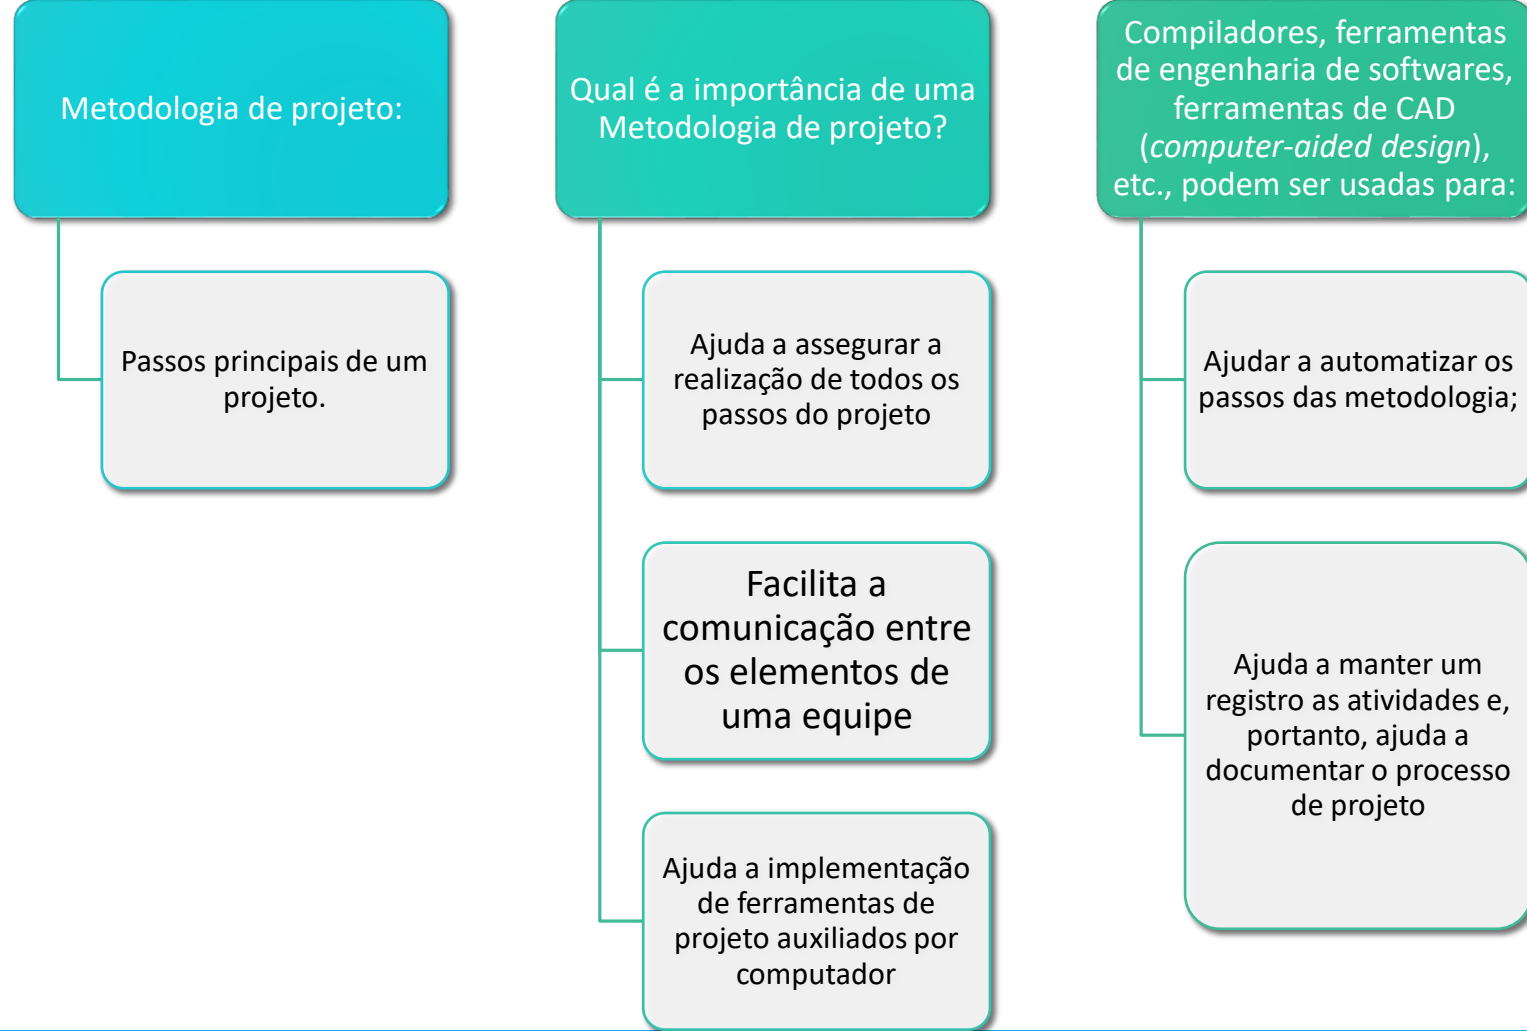 Metodologia de projeto:
Passos principais de um
projeto.
Qual é a importância de uma
Metodologia de projeto?
Ajuda a assegurar a
realização de todos os
passos do projeto
Facilita a
comunicação entre
os elementos de
uma equipe
Ajuda a implementação
de ferramentas de
projeto auxiliados por
computador
Compiladores, ferramentas
de engenharia de softwares,
ferramentas de CAD
(computer-aided design),
etc., podem ser usadas para:
Ajudar a automatizar os
passos das metodologia;
Ajuda a manter um
registro as atividades e,
portanto, ajuda a
documentar o processo
de projeto